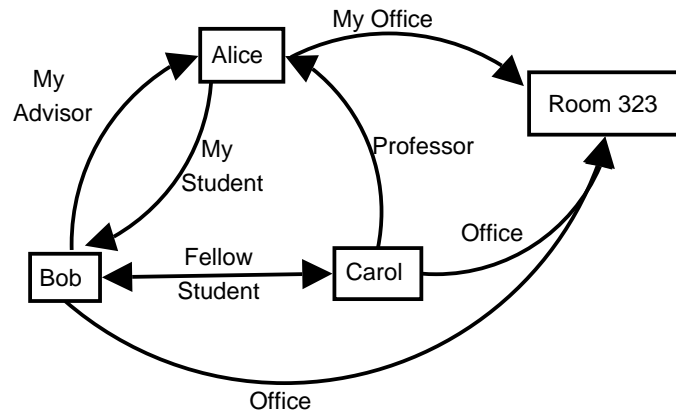 My Office
Alice
My
Advisor
Room 323
My
Student
Professor
Office
Fellow
Student
Bob
Carol
Office